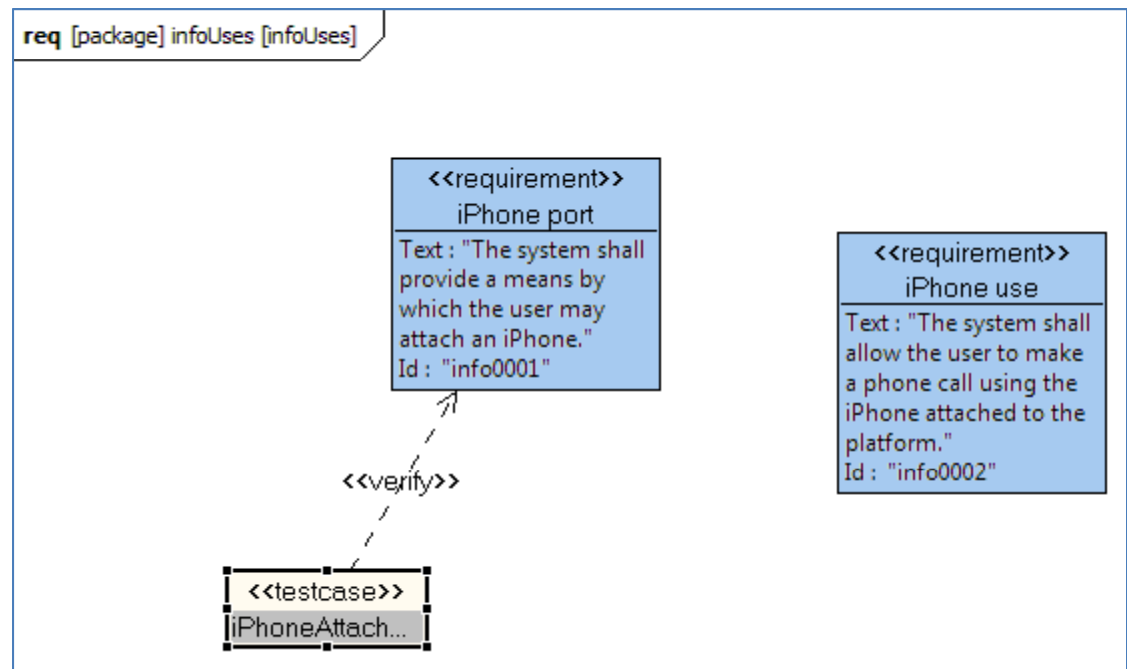 req [package] infoUses [infoUses]
<<requirement>>
iPhone port
Text : "The system shall
provide a means by
which the user may
attach an iPhone."
Id : "info0001"
<<requirement>>
iPhone use
Text : "The system shall
allow the user to make
a phone call using the
iPhone attached to the
platform."
Id : "info0002"
<<verify>>
<<testcase>>
iPhoneAttach...